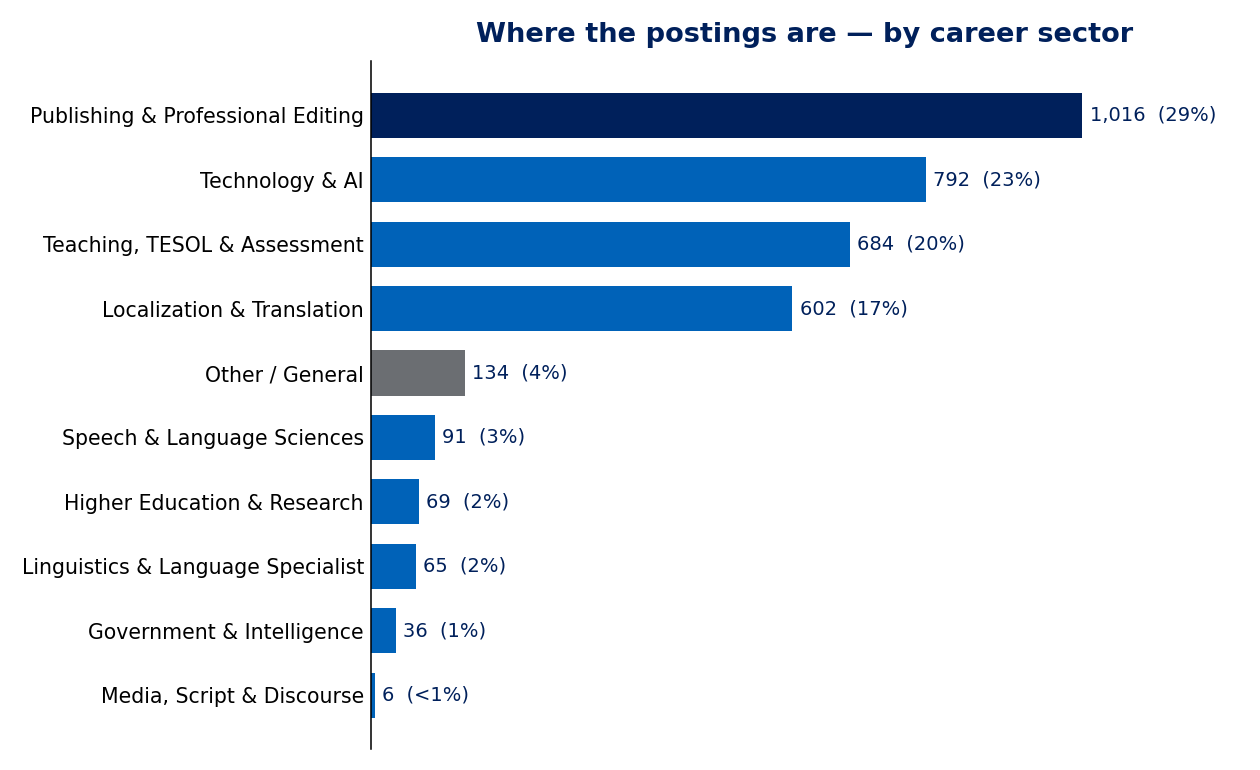 Where the postings are — by career sector
Publishing & Professional Editing 1,016 (29%)
Technology & AI 792 (23%)
Teaching, TESOL & Assessment 684 (20%)
Localization & Translation 602 (17%)
Other / General 134 (4%)
Speech & Language Sciences 91 (3%)
Higher Education & Research 69 (2%)
Linguistics & Language Specialist 65 (2%)
Government & Intelligence 36 (1%)
Media, Script & Discourse 6 (<1%)